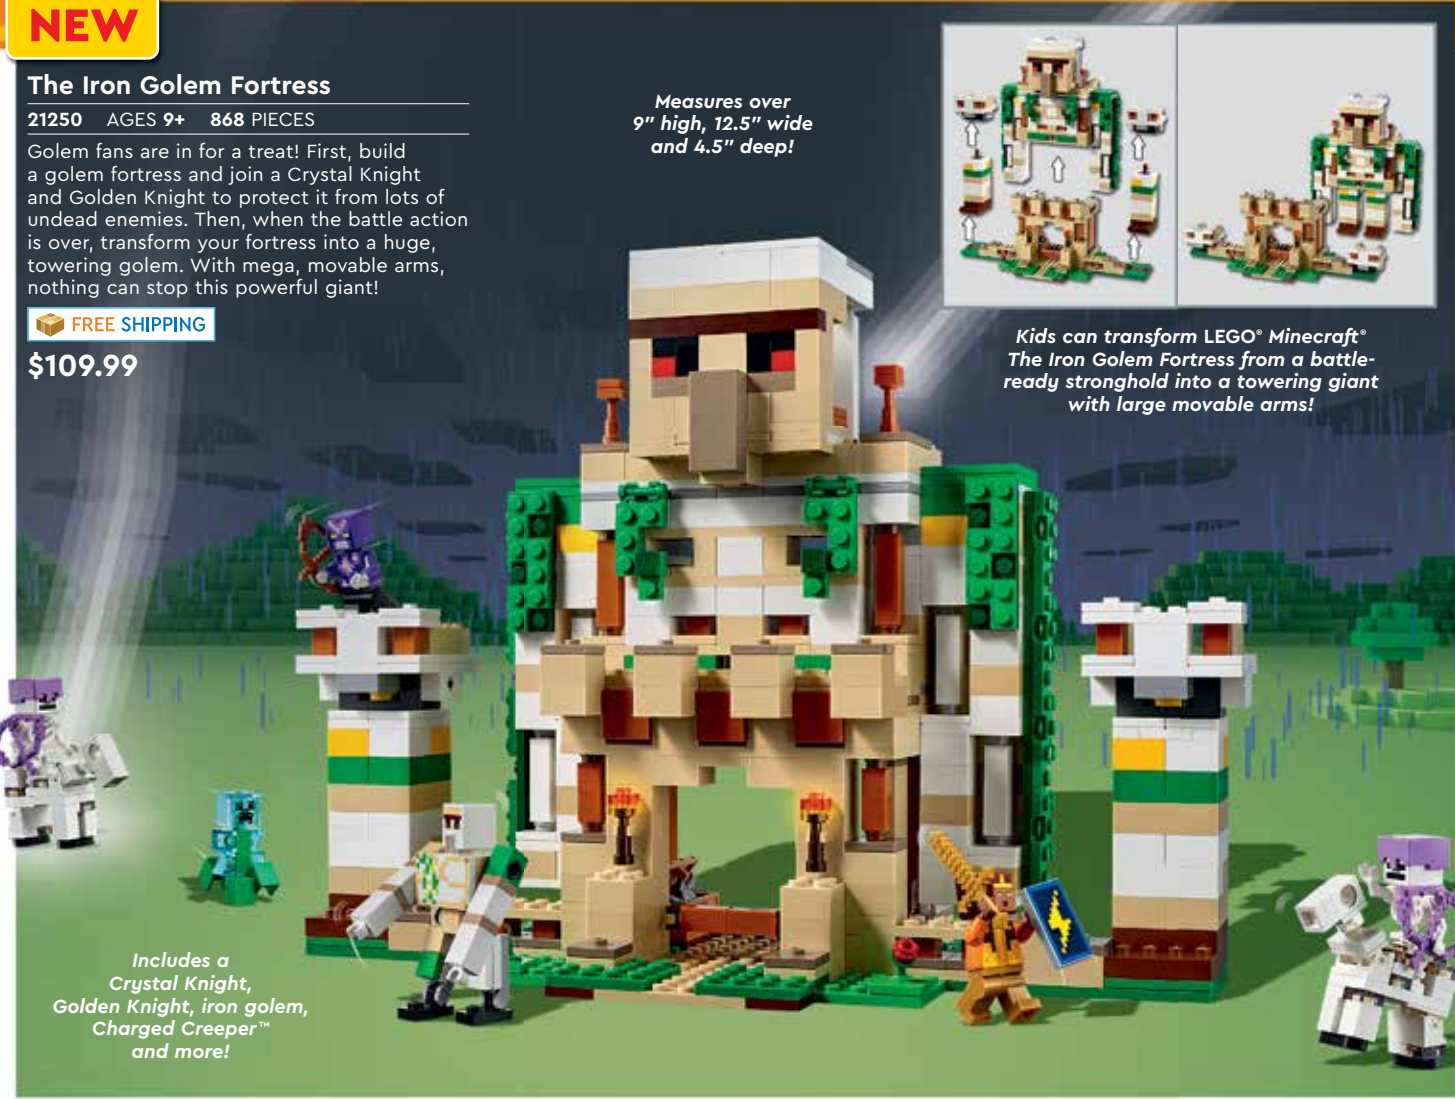 NEW
The Iron Golem Fortress
21250 AGES 9+ 868 PIECES
Golem fans are in for a treat! First, build
a golem fortress and join a Crystal Knight
and Golden Knight to protect it from lots of
undead enemies. Then, when the battle action
is over, transform your fortress into a huge,
towering golem. With mega, movable arms,
nothing can stop this powerful giant!
FREE SHIPPING
$109.99
Measures over
9" high, 12.5" wide
and 4.5" deep!
Kids can transform LEGO® Minecraft®
The Iron Golem Fortress from a battle-
ready stronghold into a towering giant
with large movable arms!
Includes a
Crystal Knight,
Golden Knight, iron golem,
Charged Creeper™
and more!